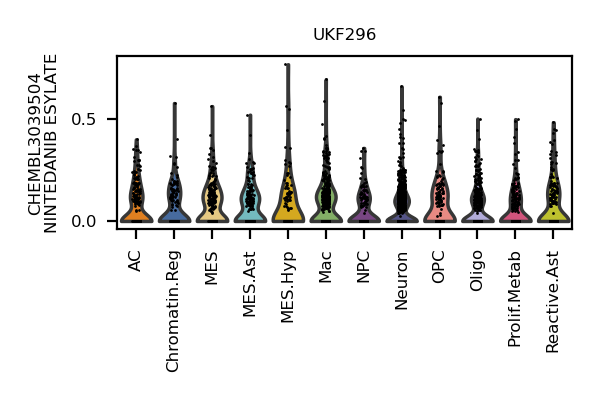 UKF296
CHEMBL3039504
NINTEDANIB ESYLATE
0.5
0.0
AC
Chromatin.Reg
MES
MES.Ast
MES.Hyp
Mac
NPC
Neuron
OPC
Oligo
Prolif.Metab
Reactive.Ast